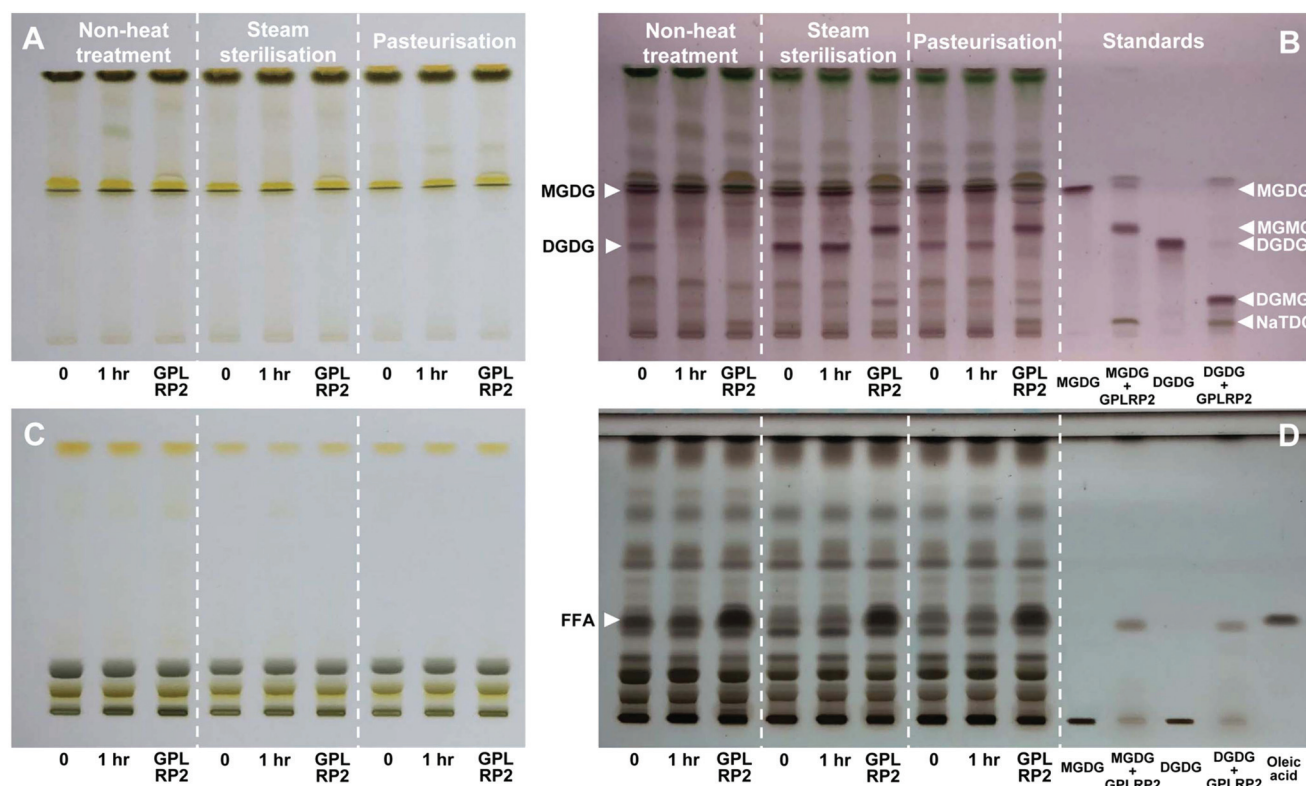 A
Non-heat
treatment
Steam
sterilisation
Pasteurisation
0
1 hr
GPL
RP2
0
1 hr
GPL
RP2
0
1 hr
GPL
RP2
B
Non-heat
treatment
Steam
sterilisation
Pasteurisation
Standards
MGDG
DGDG
MGDG
MGMG
DGDG
DGMG
NaTDC
0
1 hr
GPL
RP2
0
1 hr
GPL
RP2
0
1 hr
GPL
RP2
MGDG
MGDG
+
GPLRP2
DGDG
DGDG
+
GPLRP2
C
0
1 hr
GPL
RP2
0
1 hr
GPL
RP2
0
1 hr
GPL
RP2
D
FFA
0
1 hr
GPL
RP2
0
1 hr
GPL
RP2
0
1 hr
GPL
RP2
MGDG
MGDG
+
GPLRP2
DGDG
DGDG
+
GPLRP2
Oleic
acid